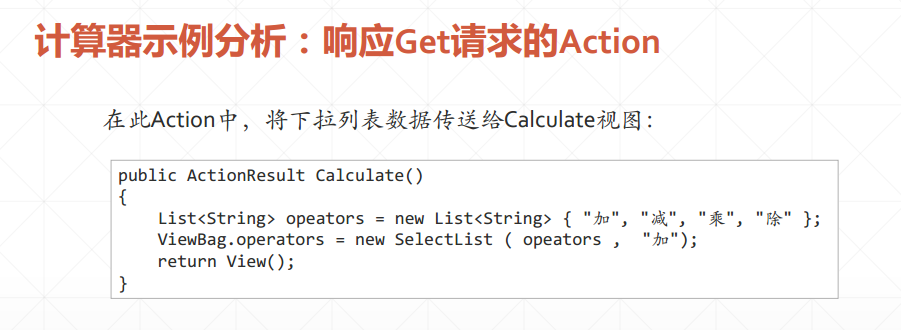 计算器示例分析：响应Get请求的Action
在此Action中，将下拉列表数据传送给Calculate视图：
public ActionResult Calculate()
{
    List<String> opeators = new List<String> { "加", "减", "乘", "除" };
    ViewBag.operators = new SelectList ( opeators ,  "加");
    return View();
}